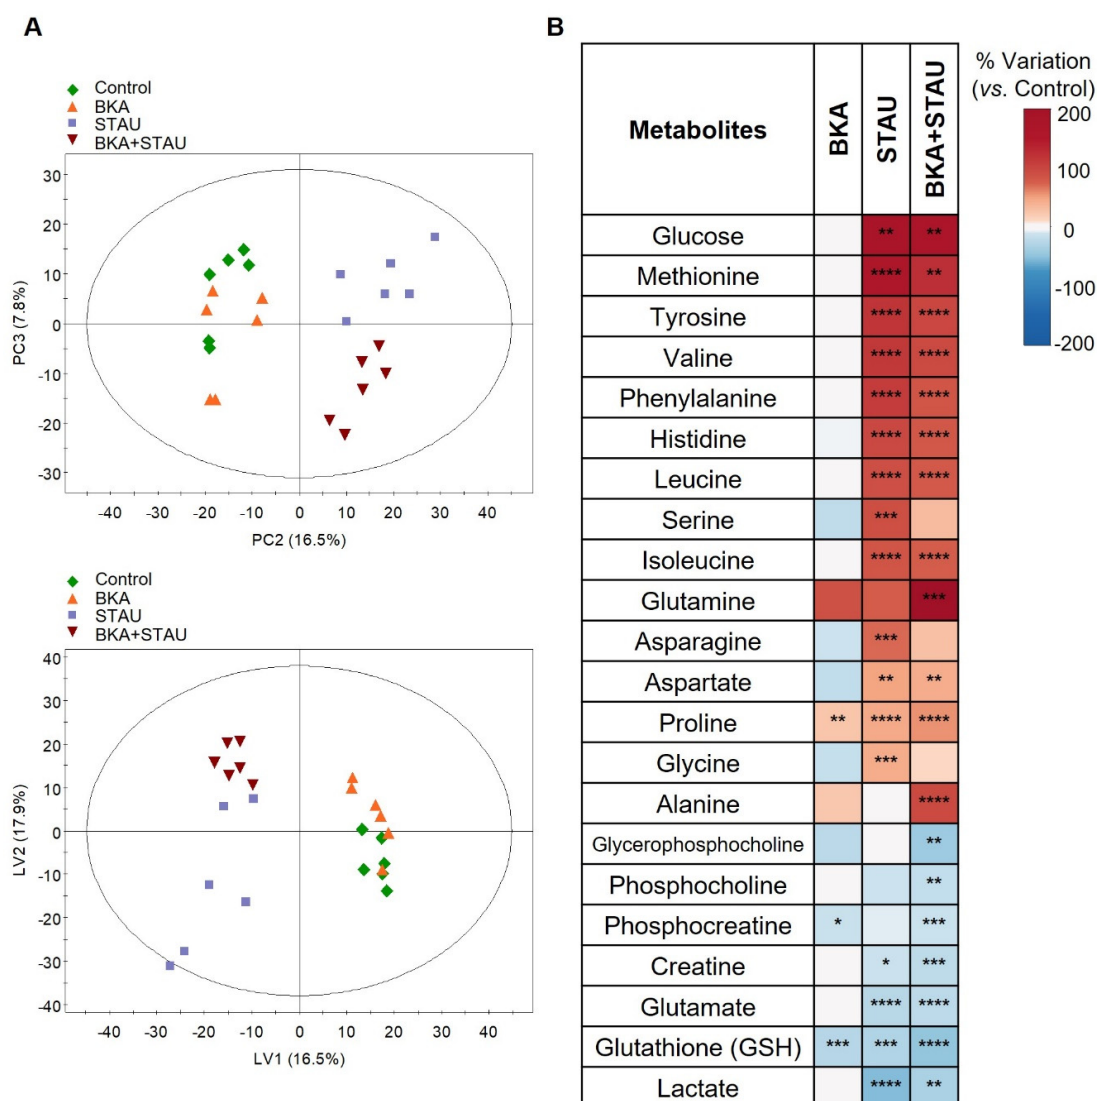 A
Control
BKA
STAU
BKA+STAU
30
20
10
0
-10
-20
-30
PC3 (7.8%)
-40 -30 -20 -10 0 10 20 30 40
PC2 (16.5%)
Control
BKA
STAU
BKA+STAU
40
30
20
10
0
-10
-20
-30
-40
LV2 (17.9%)
-40 -30 -20 -10 0 10 20 30 40
LV1 (16.5%)
B
Metabolites BKA STAU BKA+STAU
Glucose ** **
Methionine **** **
Tyrosine **** ****
Valine **** ****
Phenylalanine **** ****
Histidine **** ****
Leucine **** ****
Serine ***
Isoleucine **** ****
Glutamine ***
Asparagine ***
Aspartate ** **
Proline ** **** ****
Glycine ***
Alanine ****
Glycerophosphocholine **
Phosphocholine **
Phosphocreatine * ***
Creatine * ***
Glutamate **** ****
Glutathione (GSH) *** *** ****
Lactate **** **
% Variation
(vs. Control)
200
100
0
-100
-200